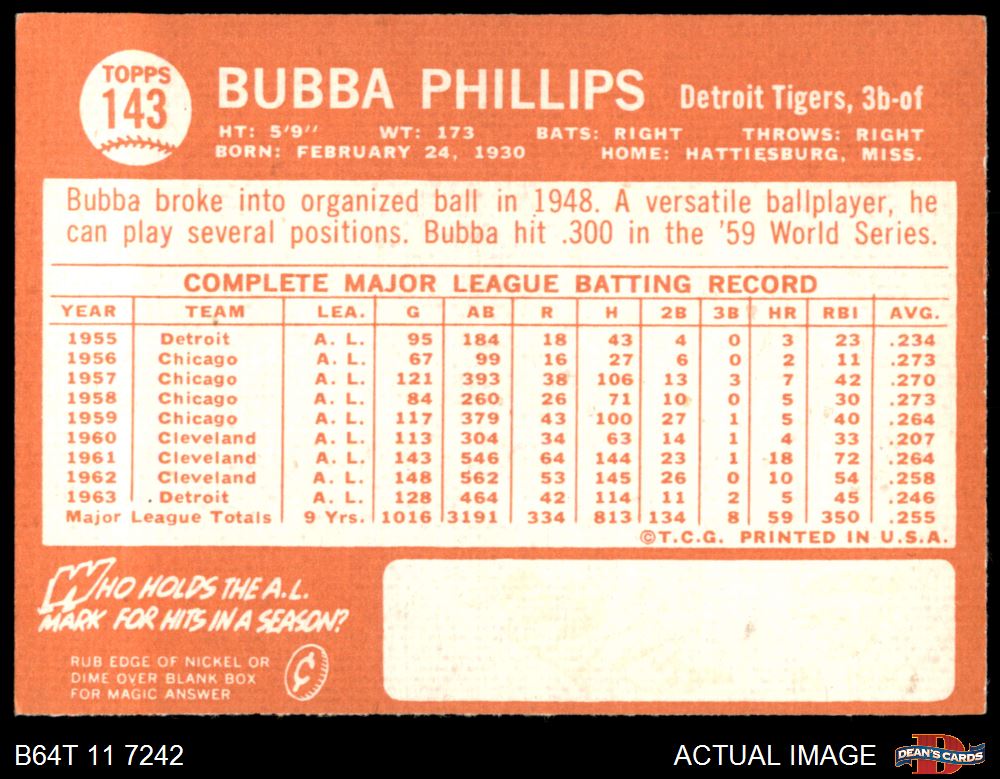 TOPPS
143
BUBBA PHILLIPS Detroit Tigers, 3b-of
HT: 5'9" WT: 173 BATS: RIGHT THROWS: RIGHT
BORN: FEBRUARY 24, 1930 HOME: HATTIESBURG, MISS.
Bubba broke into organized ball in 1948. A versatile ballplayer, he
can play several positions. Bubba hit .300 in the '59 World Series.
COMPLETE MAJOR LEAGUE BATTING RECORD
YEAR TEAM LEA. G AB R H 2B 3B HR RBI AVG.
1955 Detroit A. L. 95 184 18 43 4 0 3 23 .234
1956 Chicago A. L. 67 99 16 27 6 0 2 11 .273
1957 Chicago A. L. 121 393 38 106 13 3 7 42 .270
1958 Chicago A. L. 84 260 26 71 10 0 5 30 .273
1959 Chicago A. L. 117 379 43 100 27 1 5 40 .264
1960 Cleveland A. L. 113 304 34 63 14 1 4 33 .207
1961 Cleveland A. L. 143 546 64 144 23 1 18 72 .264
1962 Cleveland A. L. 148 562 53 145 26 0 10 54 .258
1963 Detroit A. L. 128 464 42 114 11 2 5 45 .246
Major League Totals 9 Yrs. 1016 3191 334 813 134 8 59 350 .255
©T.C.G. PRINTED IN U.S.A.
WHO HOLDS THE A.L.
MARK FOR HITS IN A SEASON?
RUB EDGE OF NICKEL OR
DIME OVER BLANK BOX
FOR MAGIC ANSWER
¢
B64T 11 7242 ACTUAL IMAGE
D
DEAN'S CARDS